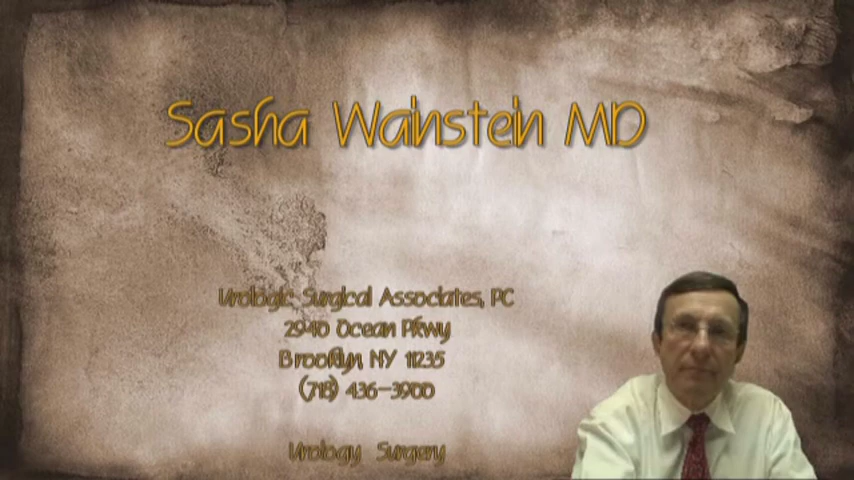 Sasha Wainstein MD
Urologic Surgical Associates, PC
2940 Ocean Pkwy
Brooklyn, NY 11235
(718) 436-3900
Urology Surgery